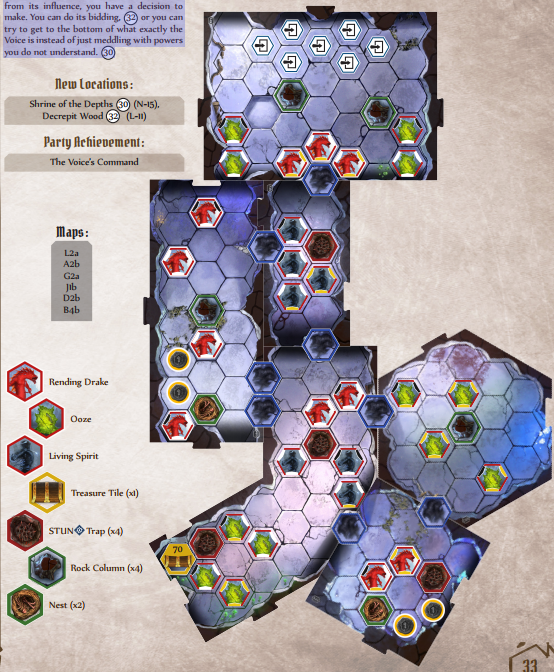 from its influence, you have a decision to
make. You can do its bidding, 32 or you can
try to get to the bottom of what exactly the
Voice is instead of just meddling with powers
you do not understand. 30
New Locations:
Shrine of the Depths 30 (N-15),
Decrepit Wood 32 (L-11)
Party Achievement:
The Voice's Command
Maps:
L2a
A2b
G2a
J1b
D2b
B4b
Rending Drake
Ooze
Living Spirit
Treasure Tile (x1)
STUN Trap (x4)
70
Rock Column (x4)
Nest (x2)
33